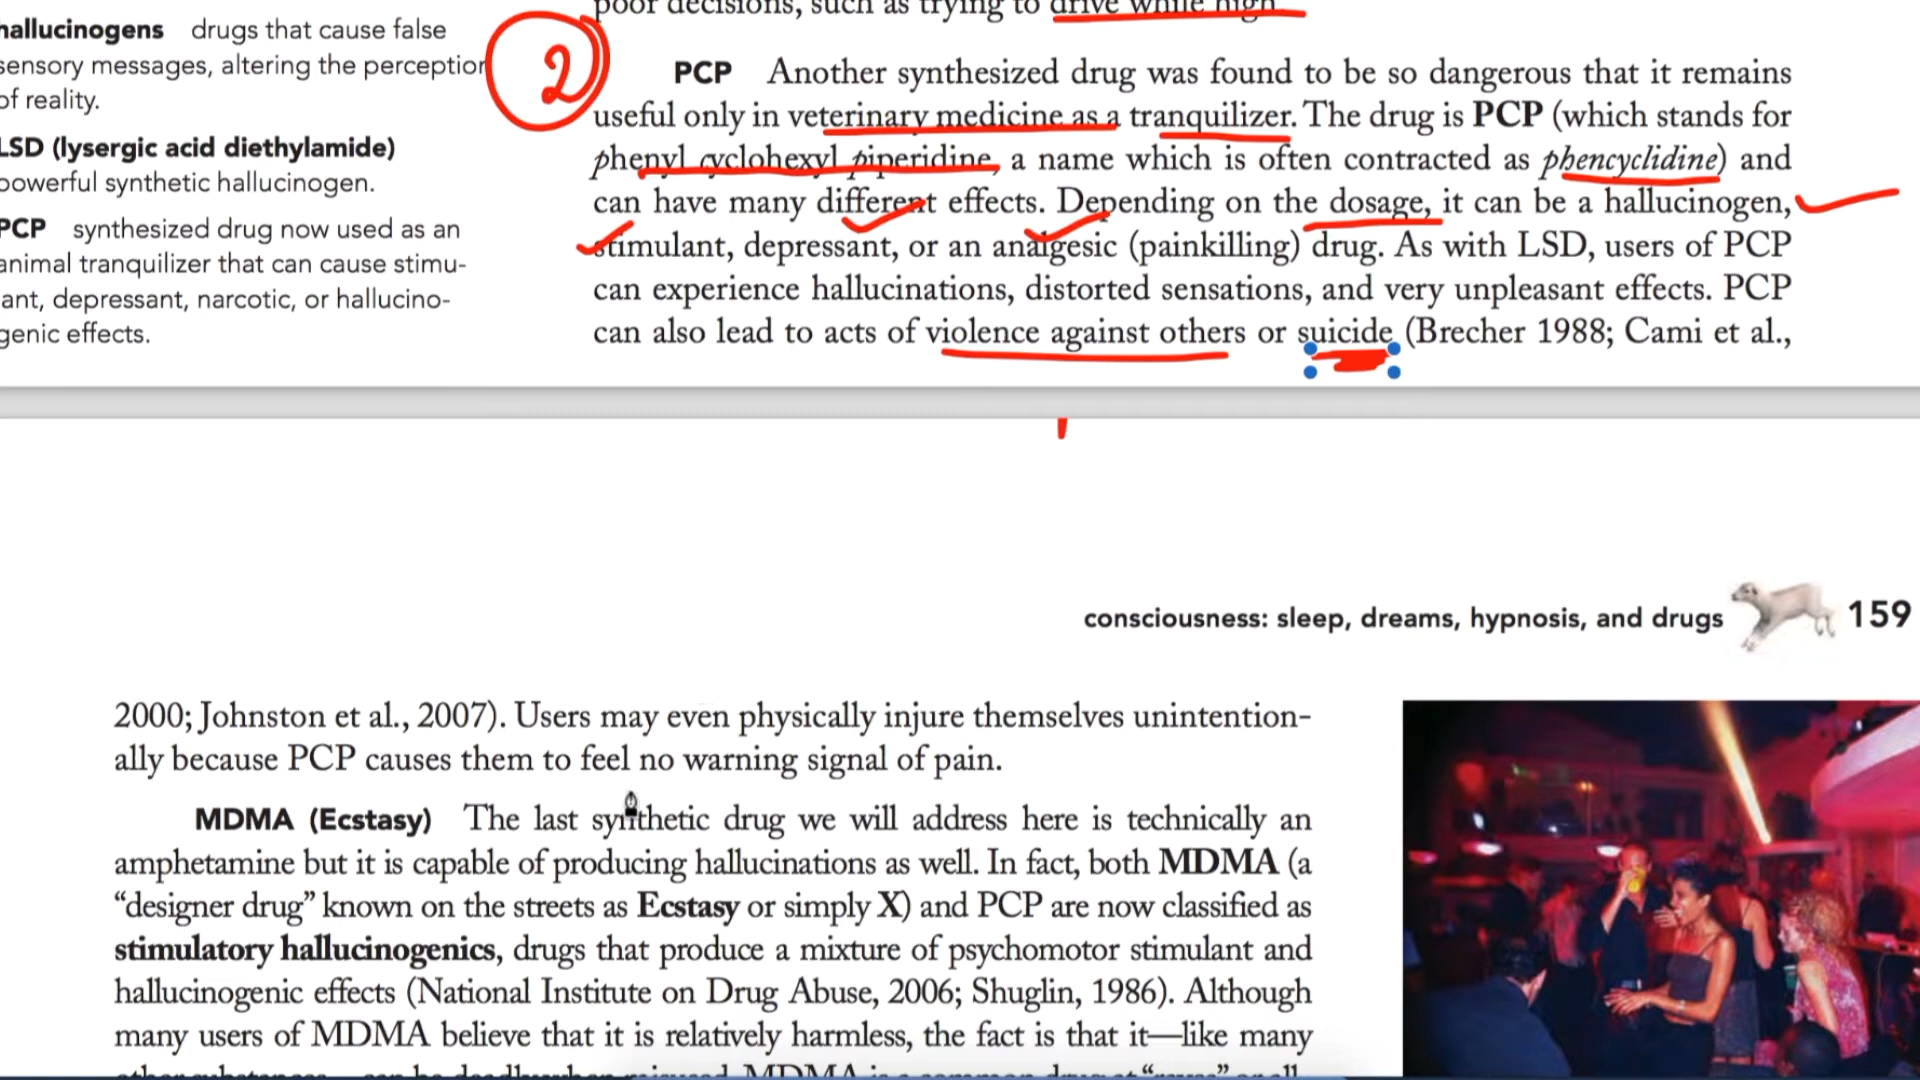 poor decisions, such as trying to drive while high.
hallucinogens drugs that cause false
sensory messages, altering the perception
of reality.
LSD (lysergic acid diethylamide)
powerful synthetic hallucinogen.
PCP synthesized drug now used as an
animal tranquilizer that can cause stimu-
lant, depressant, narcotic, or hallucino-
genic effects.
2
PCP Another synthesized drug was found to be so dangerous that it remains
useful only in veterinary medicine as a tranquilizer. The drug is PCP (which stands for
phenyl cyclohexyl piperidine, a name which is often contracted as phencyclidine) and
can have many different effects. Depending on the dosage, it can be a hallucinogen,
stimulant, depressant, or an analgesic (painkilling) drug. As with LSD, users of PCP
can experience hallucinations, distorted sensations, and very unpleasant effects. PCP
can also lead to acts of violence against others or suicide (Brecher 1988; Cami et al.,
consciousness: sleep, dreams, hypnosis, and drugs 159
2000; Johnston et al., 2007). Users may even physically injure themselves unintention-
ally because PCP causes them to feel no warning signal of pain.
MDMA (Ecstasy) The last synthetic drug we will address here is technically an
amphetamine but it is capable of producing hallucinations as well. In fact, both MDMA (a
“designer drug” known on the streets as Ecstasy or simply X) and PCP are now classified as
stimulatory hallucinogenics, drugs that produce a mixture of psychomotor stimulant and
hallucinogenic effects (National Institute on Drug Abuse, 2006; Shuglin, 1986). Although
many users of MDMA believe that it is relatively harmless, the fact is that it—like many